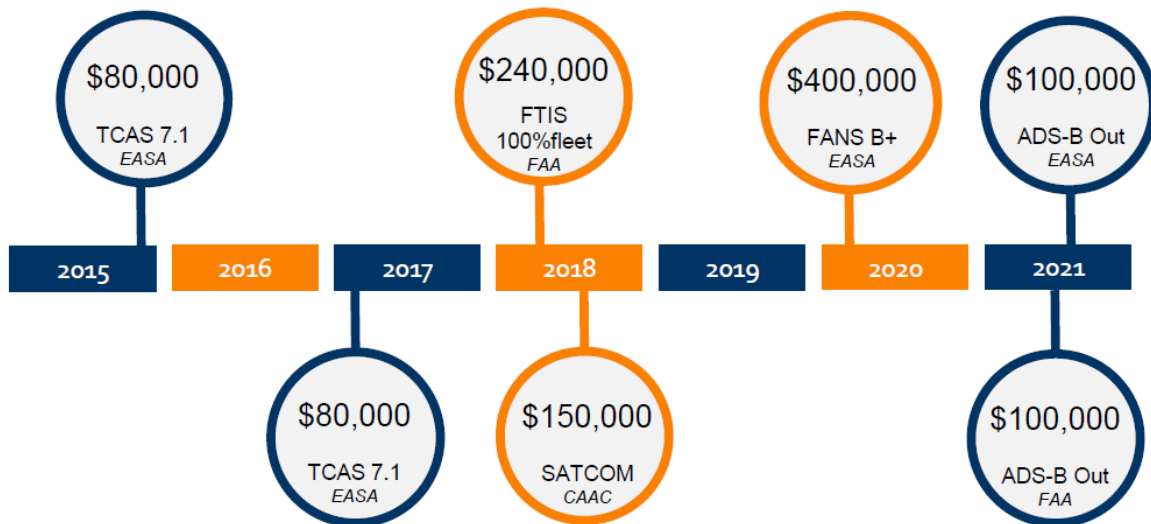 $80,000
TCAS 7.1
EASA
$240,000
FTIS
100%fleet
FAA
$400,000
FANS B+
EASA
$100,000
ADS-B Out
EASA
2015
2016
2017
2018
2019
2020
2021
$80,000
TCAS 7.1
EASA
$150,000
SATCOM
CAAC
$100,000
ADS-B Out
FAA